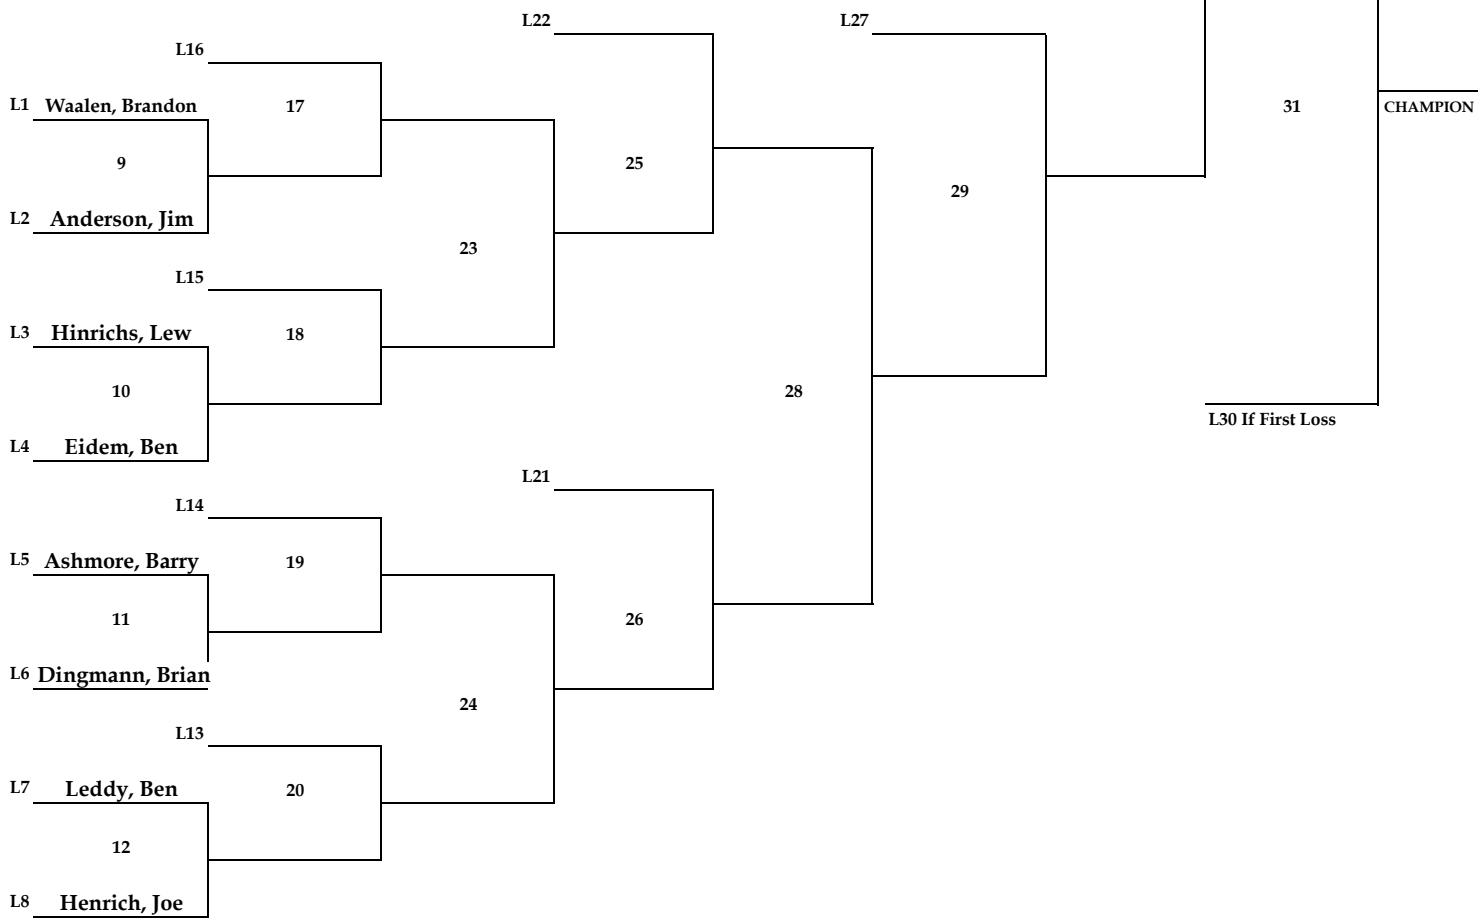 L22
L27
L16
L1 Waalen, Brandon
17
31
CHAMPION
9
25
29
L2 Anderson, Jim
23
L15
L3 Hinrichs, Lew
18
10
28
L30 If First Loss
L4 Eidem, Ben
L21
L14
L5 Ashmore, Barry
19
11
26
L6 Dingmann, Brian
24
L13
L7 Leddy, Ben
20
12
L8 Henrich, Joe